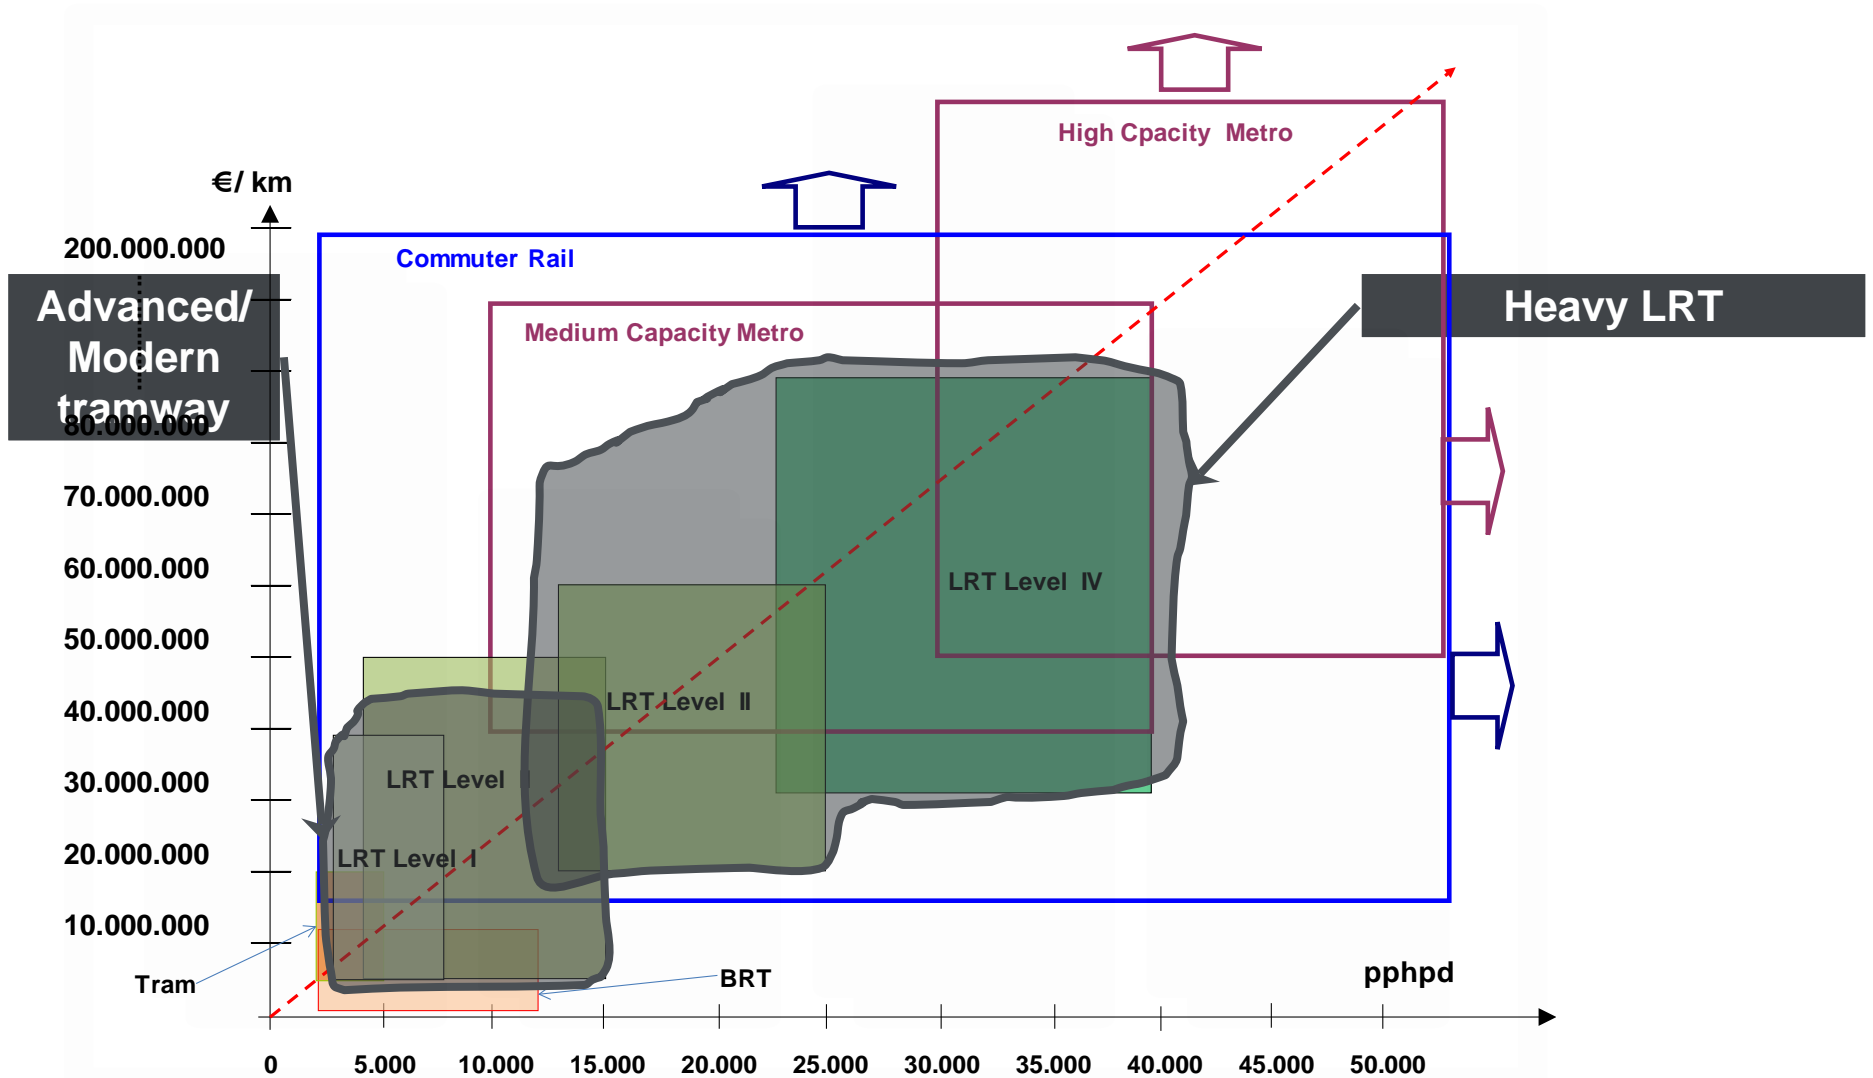 High Cpacity Metro
€/ km
200.000.000
Commuter Rail
Advanced/
Modern
tramway
Heavy LRT
Medium Capacity Metro
80.000.000
70.000.000
60.000.000
LRT Level IV
50.000.000
40.000.000
LRT Level II
30.000.000
LRT Level
20.000.000
LRT Level I
10.000.000
Tram
BRT
pphpd
0 5.000 10.000 15.000 20.000 25.000 30.000 35.000 40.000 45.000 50.000